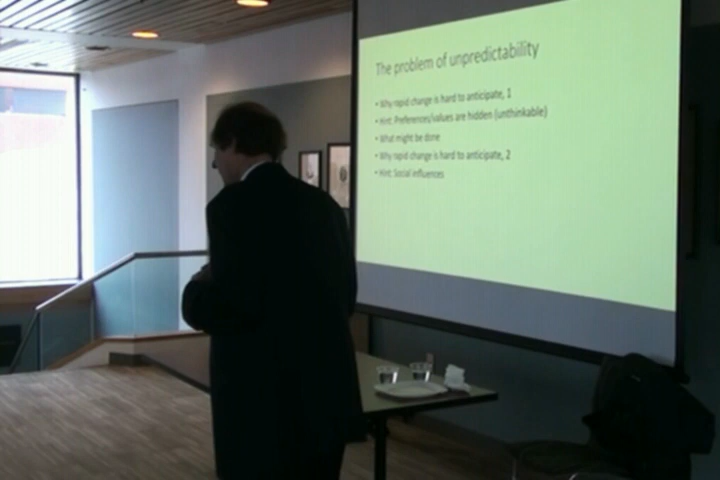 The problem of unpredictability
• Why rapid change is hard to anticipate, 1
• Hint: Preferences/values are hidden (unthinkable)
• What might be done
• Why rapid change is hard to anticipate, 2
• Hint: Social influences